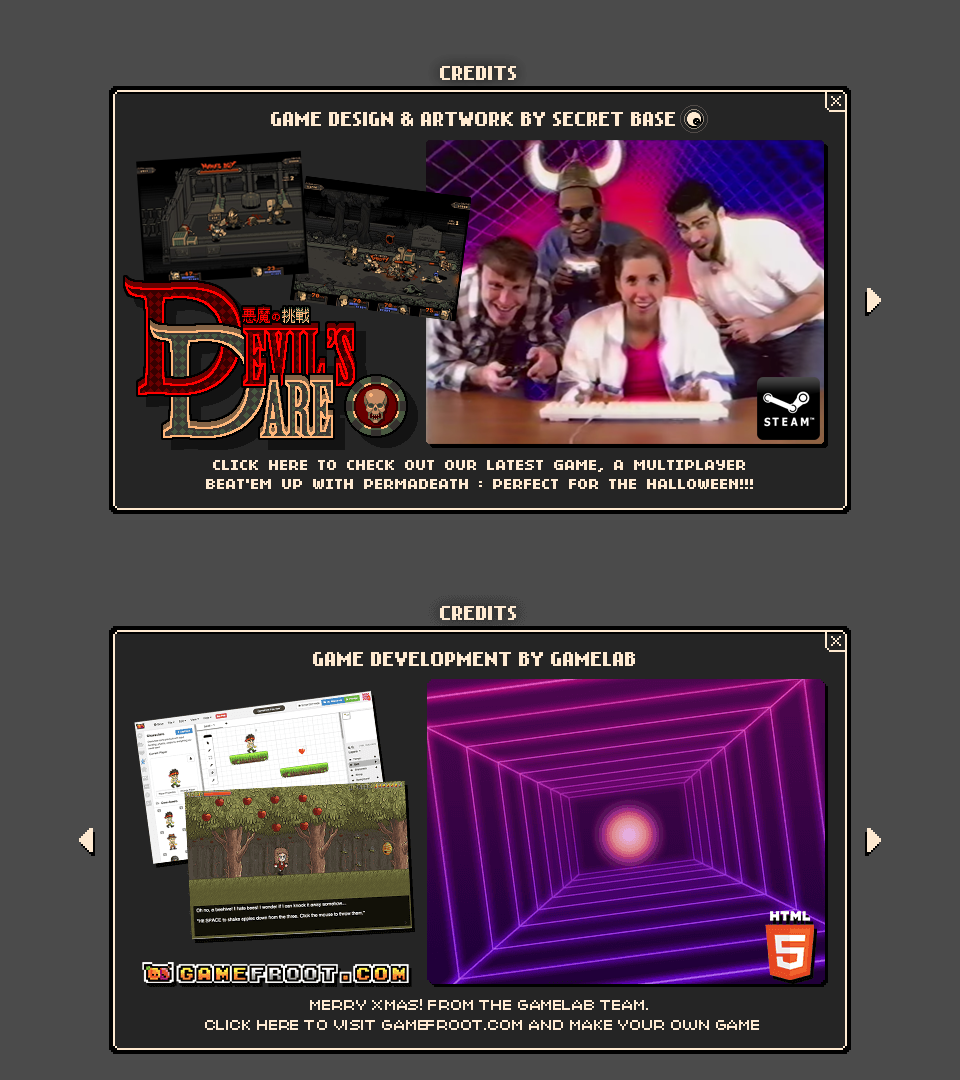 CREDITS
GAME DESIGN & ARTWORK BY SECRET BASE
悪魔の挑戦
DEVIL'S
DARE
STEAM™
CLICK HERE TO CHECK OUT OUR LATEST GAME, A MULTIPLAYER
BEAT'EM UP WITH PERMADEATH : PERFECT FOR THE HALLOWEEN!!!
CREDITS
GAME DEVELOPMENT BY GAMELAB
Oh no, a beehive! I hate bees! I wonder if I can knock it away somehow...
"Hit SPACE to shake apples down from the three. Click the mouse to throw them."
HTML
5
GAMEFROOT.COM
MERRY XMAS! FROM THE GAMELAB TEAM.
CLICK HERE TO VISIT GAMEFROOT.COM AND MAKE YOUR OWN GAME